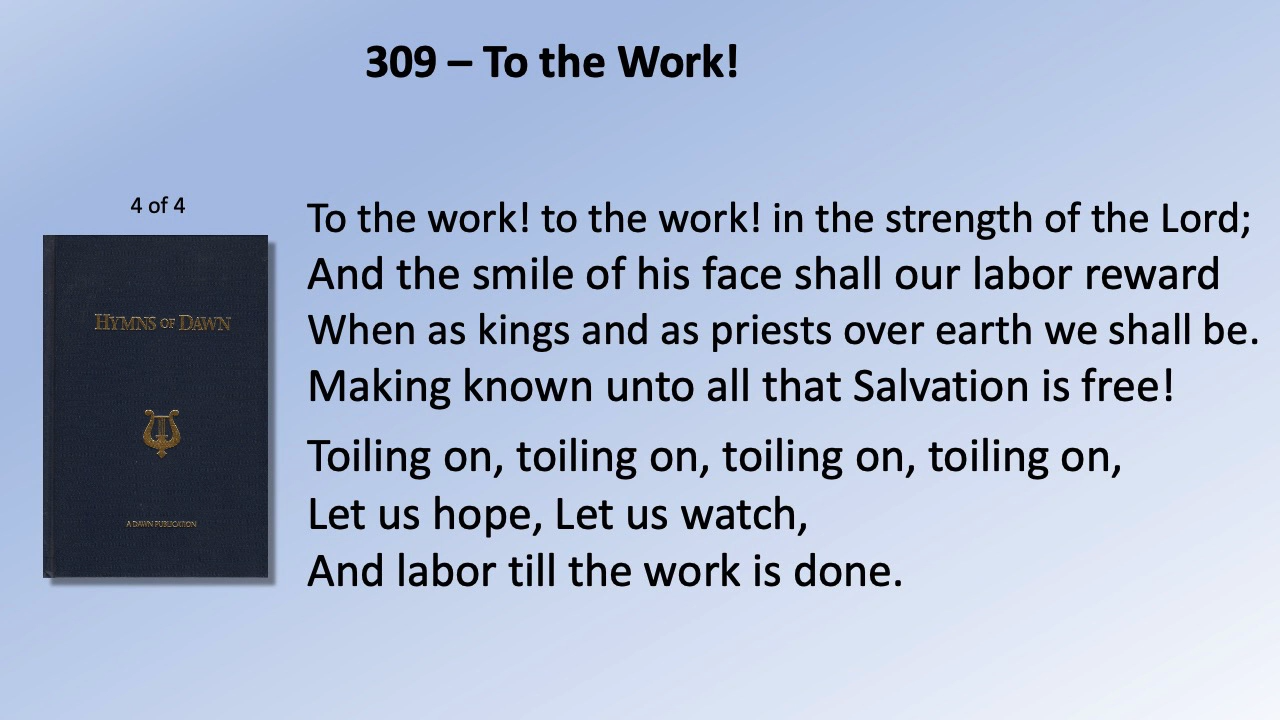 309 – To the Work!
4 of 4
HYMNS OF DAWN
A DAWN PUBLICATION
To the work! to the work! in the strength of the Lord;
And the smile of his face shall our labor reward
When as kings and as priests over earth we shall be.
Making known unto all that Salvation is free!
Toiling on, toiling on, toiling on, toiling on,
Let us hope, Let us watch,
And labor till the work is done.